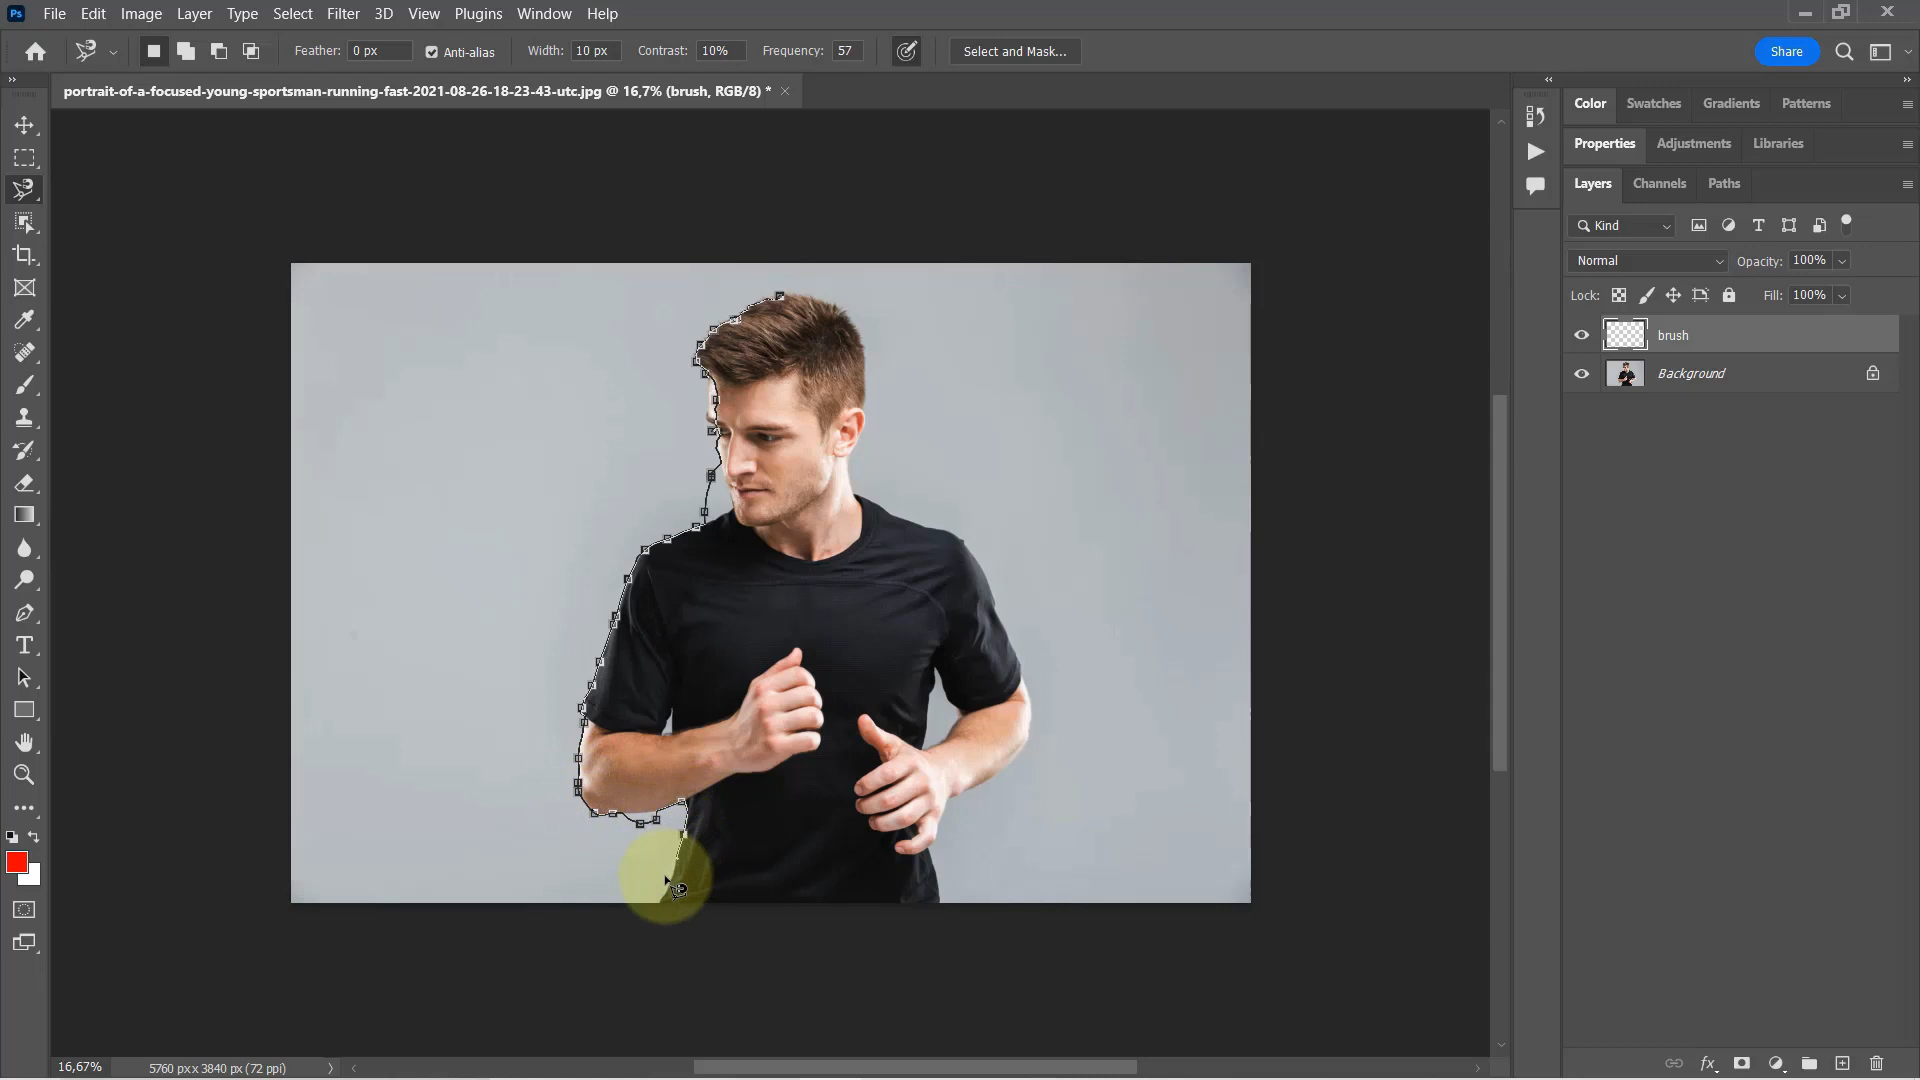 Ps File Edit Image Layer Type Select Filter 3D View Plugins Window Help
Feather: 0 px Anti-alias Width: 10 px Contrast: 10% Frequency: 57 Select and Mask... Share
portrait-of-a-focused-young-sportsman-running-fast-2021-08-26-18-23-43-utc.jpg @ 16,7% (brush, RGB/8) *
Color Swatches Gradients Patterns
Properties Adjustments Libraries
Layers Channels Paths
Kind
Normal Opacity: 100%
Lock: Fill: 100%
brush
Background
16,67% 5760 px x 3840 px (72 ppi)